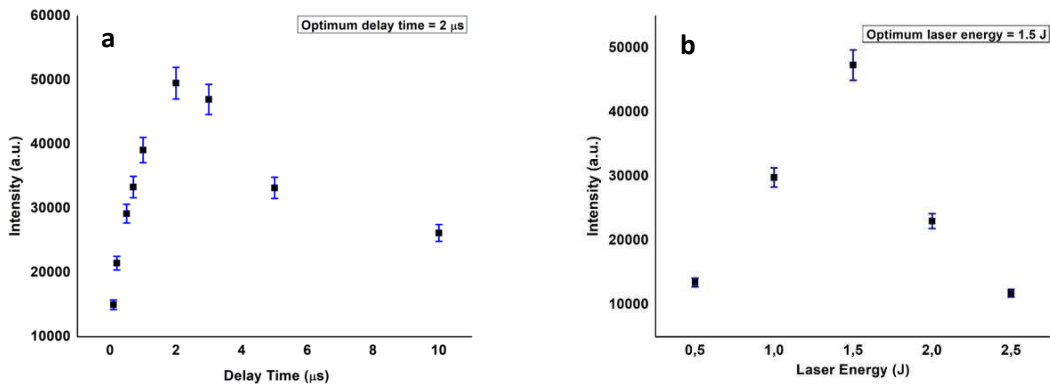 a
Optimum delay time = 2 μs
60000
50000
40000
30000
20000
10000
Intensity (a.u.)
0 2 4 6 8 10
Delay Time (μs)
b
Optimum laser energy = 1.5 J
50000
40000
30000
20000
10000
Intensity (a.u.)
0,5 1,0 1,5 2,0 2,5
Laser Energy (J)